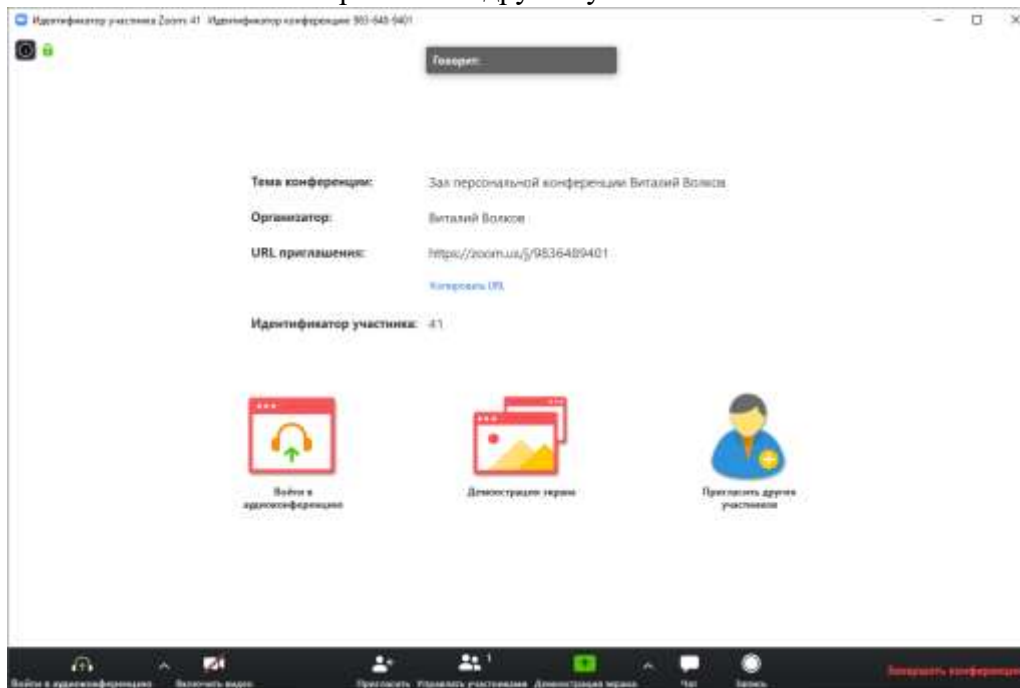 Идентификатор участника Zoom: 41 Идентификатор конференции: 983-648-9401
Говорит:
Тема конференции: Зал персональной конференции Виталий Волков
Организатор: Виталий Волков
URL приглашения: https://zoom.us/j/9836489401
Копировать URL
Идентификатор участника: 41
Войти в аудиоконференцию
Демонстрация экрана
Пригласить других участников
Войти в аудиоконференцию Включить видео Пригласить Управлять участниками 1 Демонстрация экрана Чат Запись Завершить конференцию